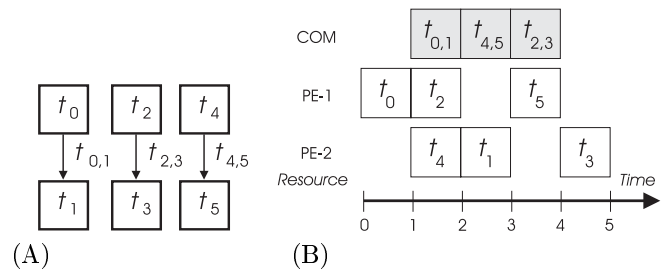 t0 t2 t4
t0,1 t2,3 t4,5
t1 t3 t5
(A)
COM t0,1 t4,5 t2,3
PE-1 t0 t2 t5
PE-2 t4 t1 t3
Resource Time
0 1 2 3 4 5
(B)